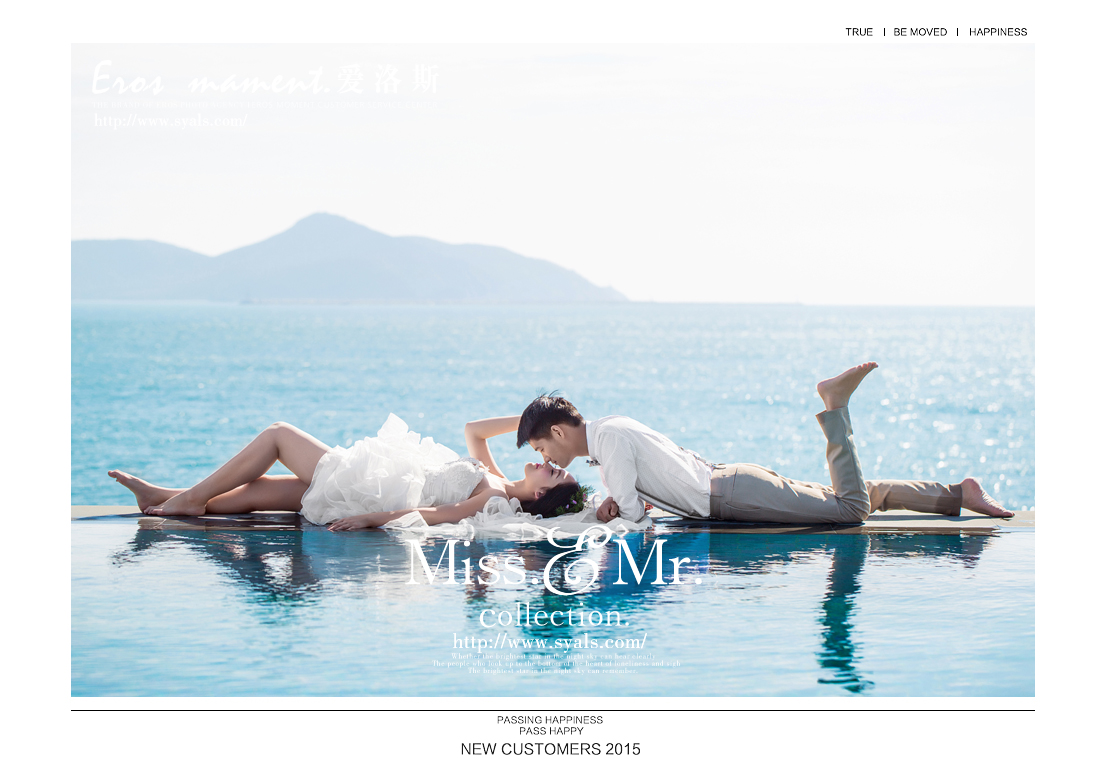 TRUE | BE MOVED | HAPPINESS
Eros mament.爱洛斯
http://www.syals.com/
Miss.&Mr.
collection.
http://www.syals.com/
Whether the brightest star in the night sky can hear clearly
The people who look up to the bottom of the heart of loneliness and sigh
The brightest star in the night sky can remember
PASSING HAPPINESS
PASS HAPPY
NEW CUSTOMERS 2015